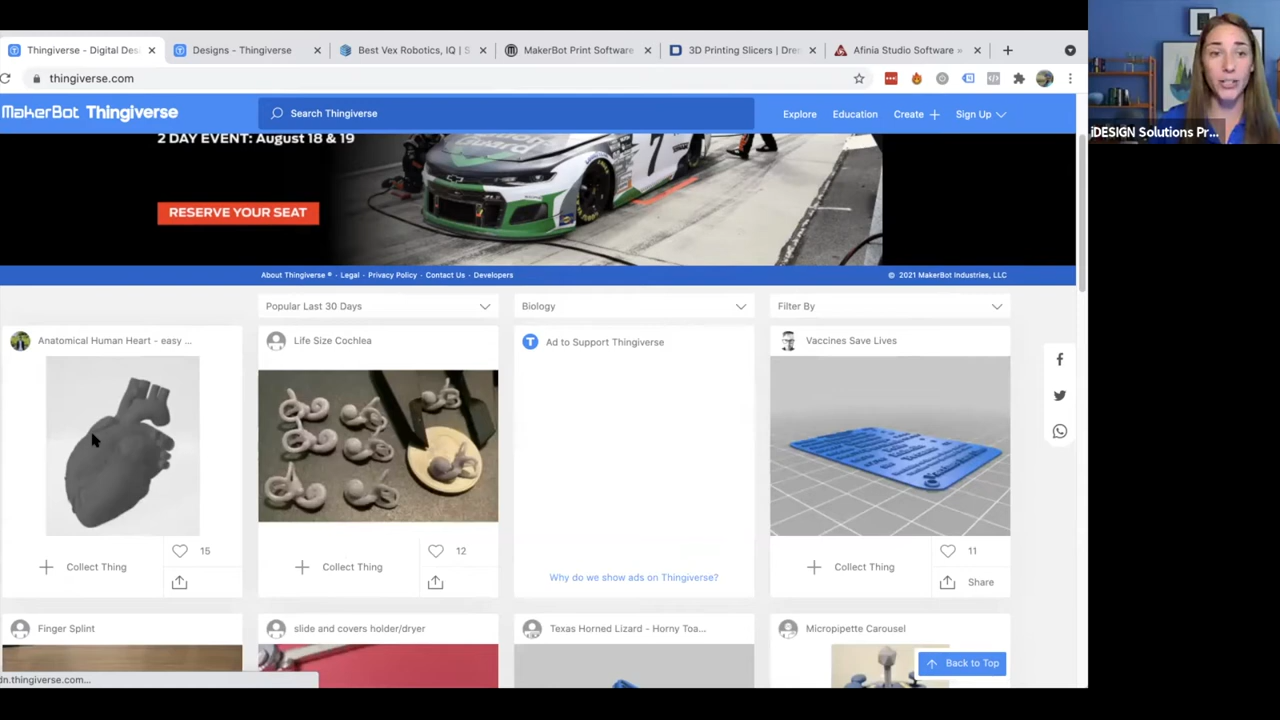 Thingiverse - Digital Des
Designs - Thingiverse
Best Vex Robotics, IQ | S
MakerBot Print Software
3D Printing Slicers | Dre
Afinia Studio Software »
thingiverse.com
iDESIGN Solutions Pr...
MakerBot Thingiverse
Search Thingiverse
Explore
Education
Create
Sign Up
2 DAY EVENT: August 18 & 19
RESERVE YOUR SEAT
About Thingiverse ® · Legal · Privacy Policy · Contact Us · Developers
© 2021 MakerBot Industries, LLC
Popular Last 30 Days
Biology
Filter By
Anatomical Human Heart - easy ...
Life Size Cochlea
Ad to Support Thingiverse
Vaccines Save Lives
15
12
11
Collect Thing
Collect Thing
Why do we show ads on Thingiverse?
Collect Thing
Share
Finger Splint
slide and covers holder/dryer
Texas Horned Lizard - Horny Toa...
Micropipette Carousel
Back to Top
dn.thingiverse.com...